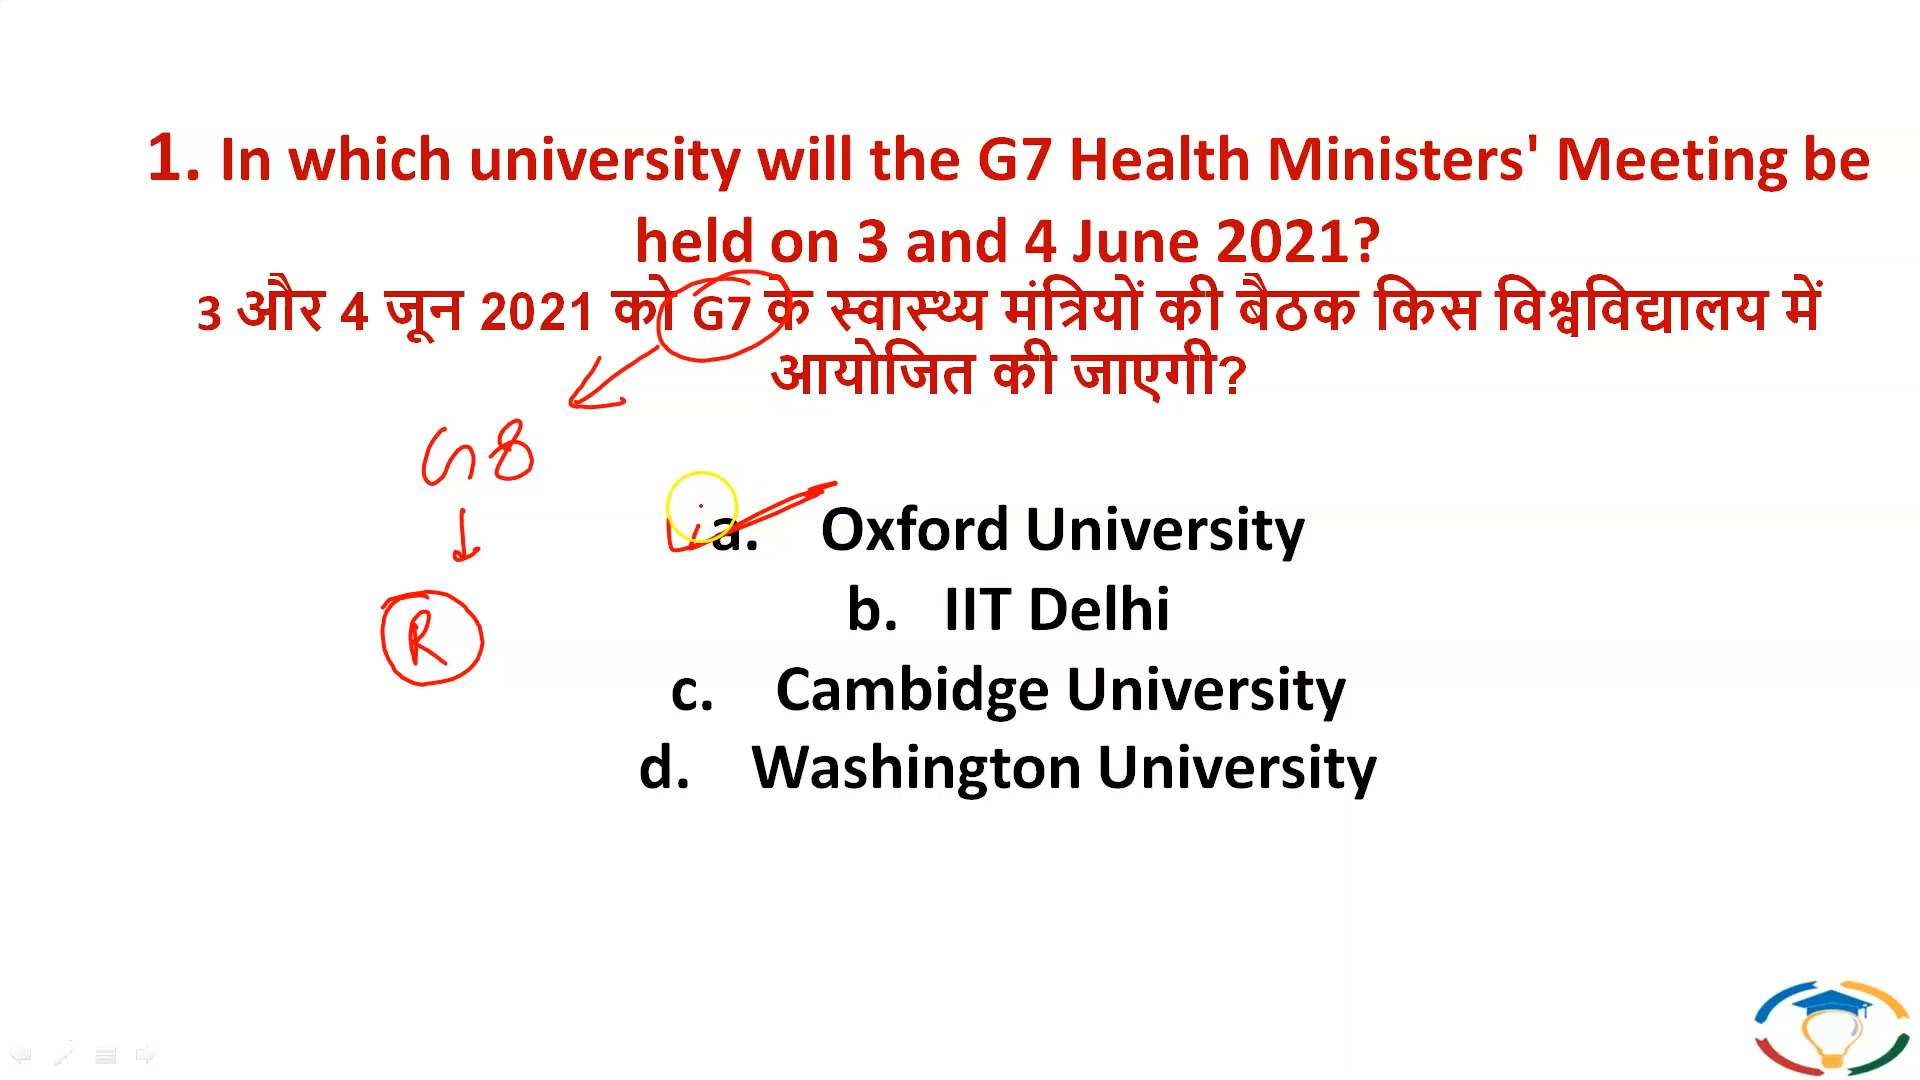 1. In which university will the G7 Health Ministers' Meeting be
held on 3 and 4 June 2021?
3 और 4 जून 2021 को G7 के स्वास्थ्य मंत्रियों की बैठक किस विश्वविद्यालय में
आयोजित की जाएगी?
G8
R
a. Oxford University
b. IIT Delhi
c. Cambidge University
d. Washington University